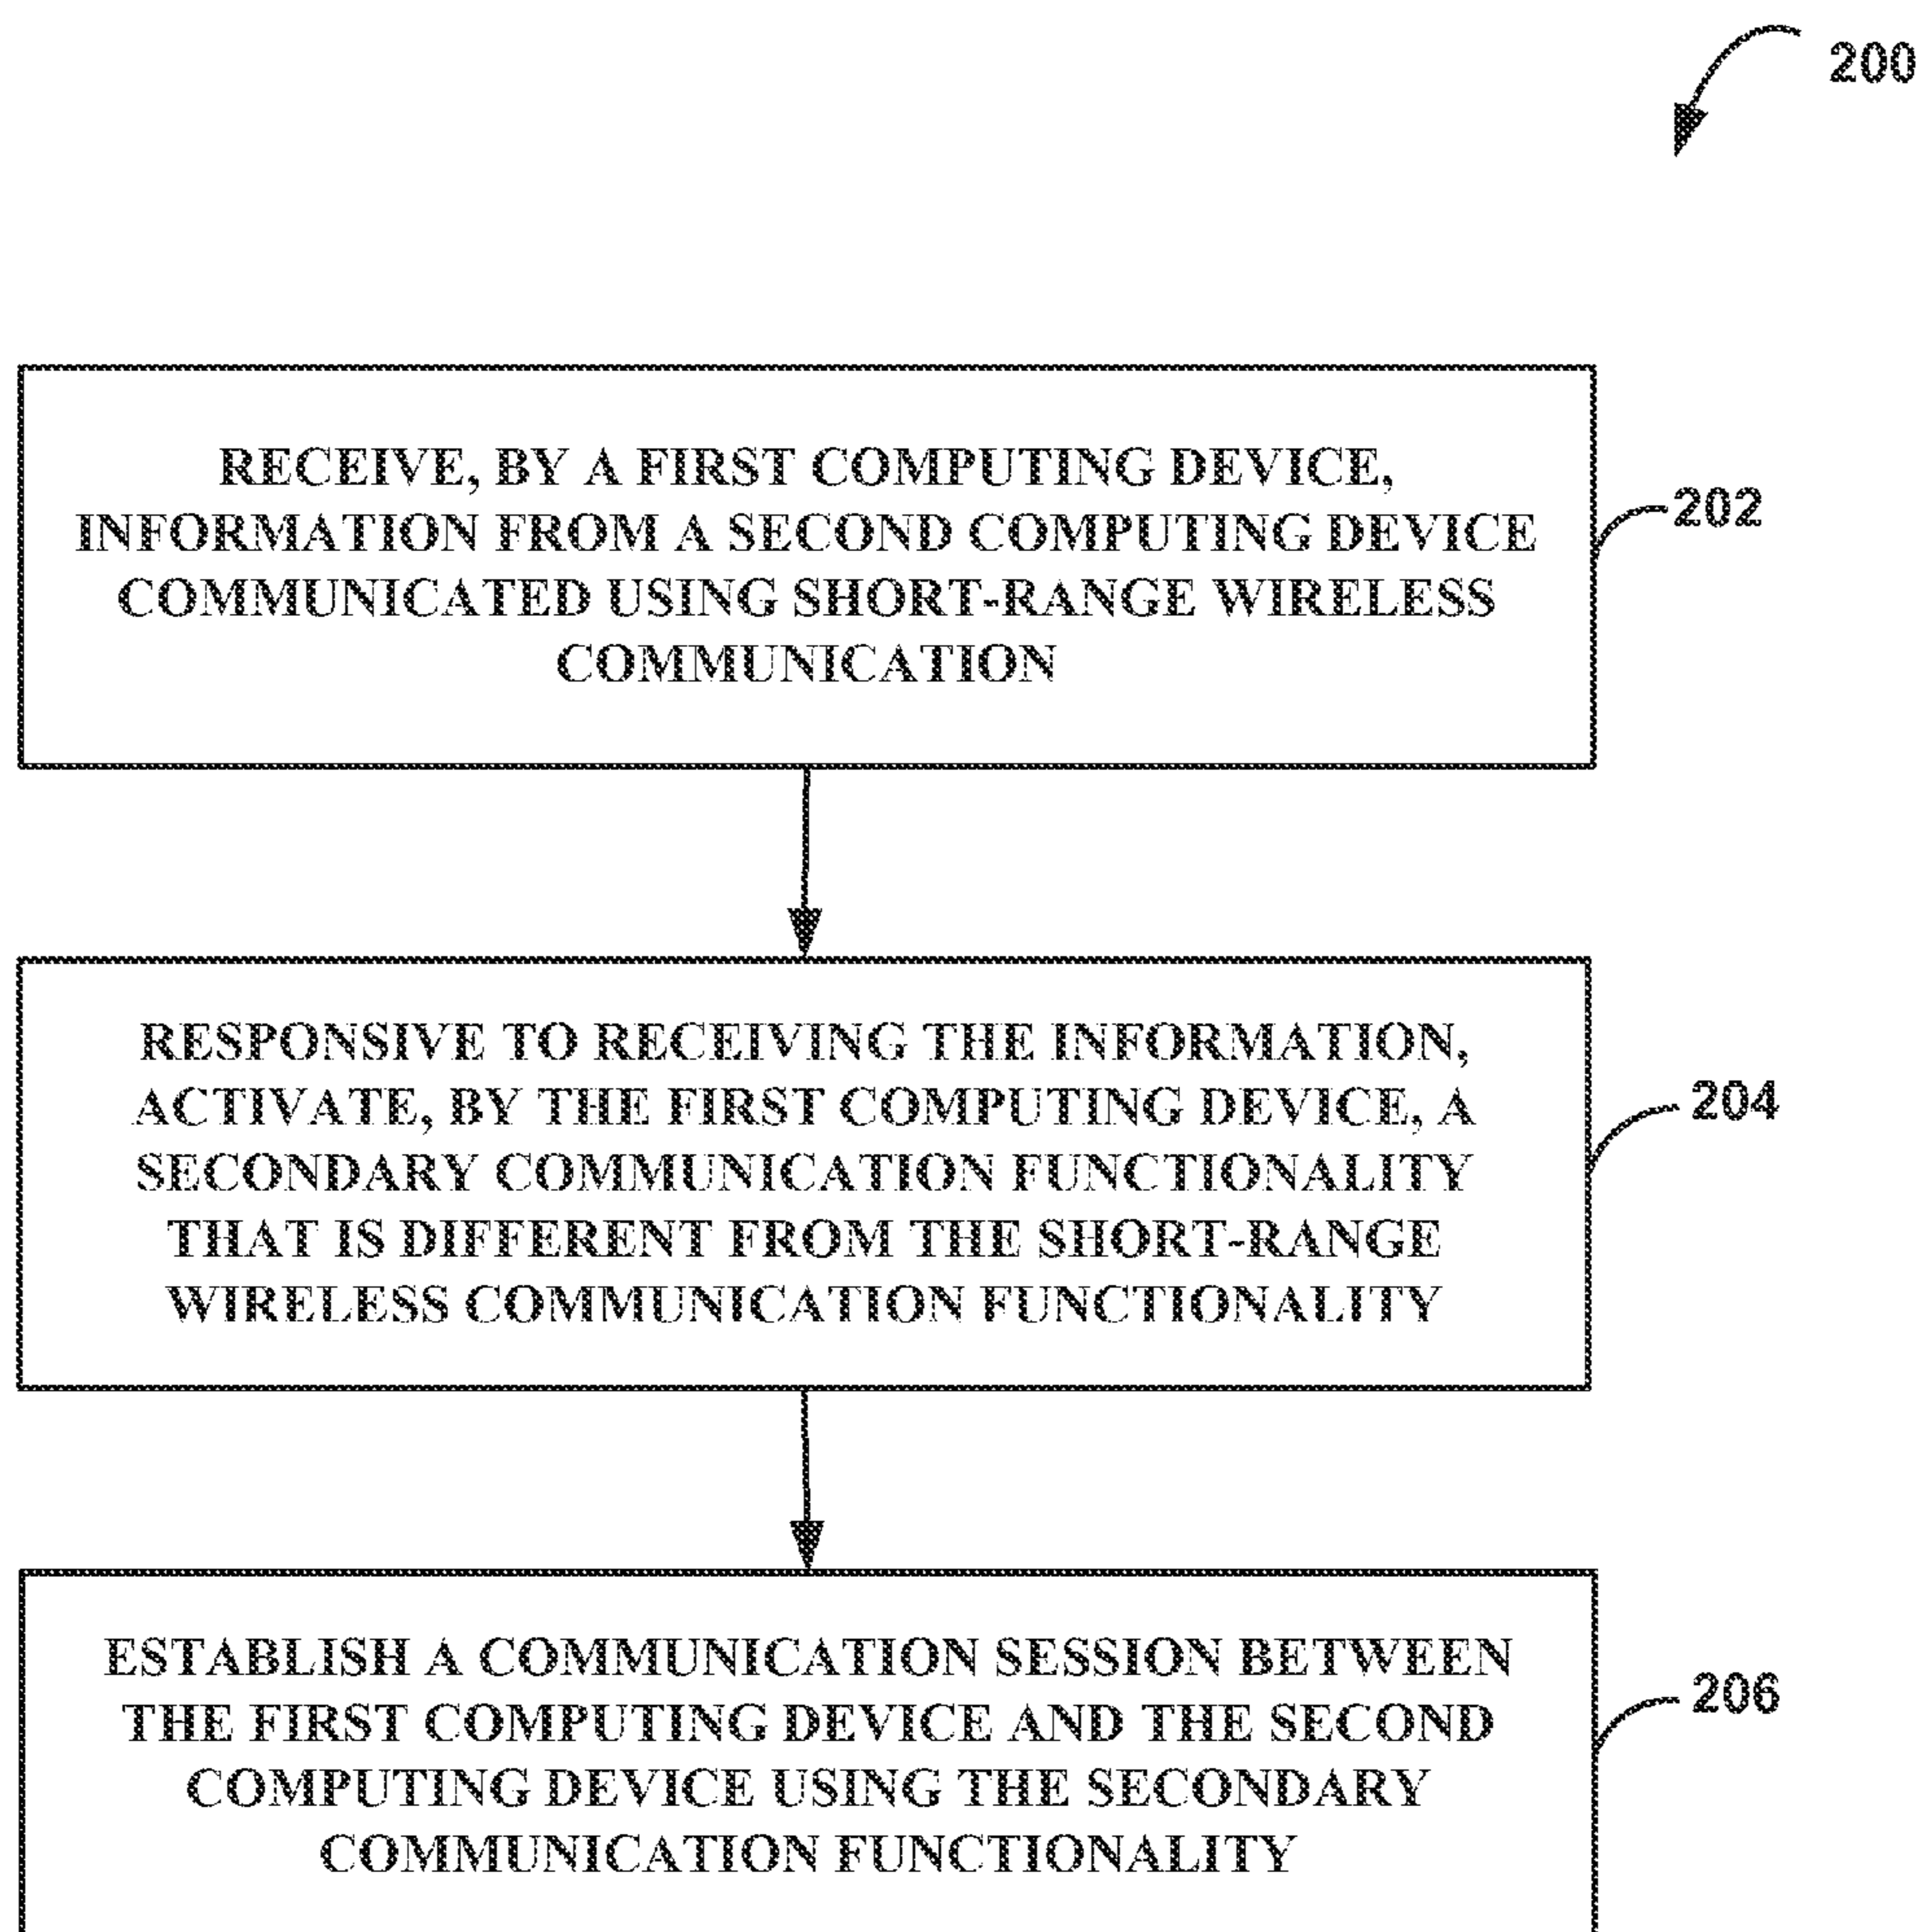 200
RECEIVE, BY A FIRST COMPUTING DEVICE,
INFORMATION FROM A SECOND COMPUTING DEVICE
COMMUNICATED USING SHORT-RANGE WIRELESS
COMMUNICATION
202
RESPONSIVE TO RECEIVING THE INFORMATION,
ACTIVATE, BY THE FIRST COMPUTING DEVICE, A
SECONDARY COMMUNICATION FUNCTIONALITY
THAT IS DIFFERENT FROM THE SHORT-RANGE
WIRELESS COMMUNICATION FUNCTIONALITY
204
ESTABLISH A COMMUNICATION SESSION BETWEEN
THE FIRST COMPUTING DEVICE AND THE SECOND
COMPUTING DEVICE USING THE SECONDARY
COMMUNICATION FUNCTIONALITY
206